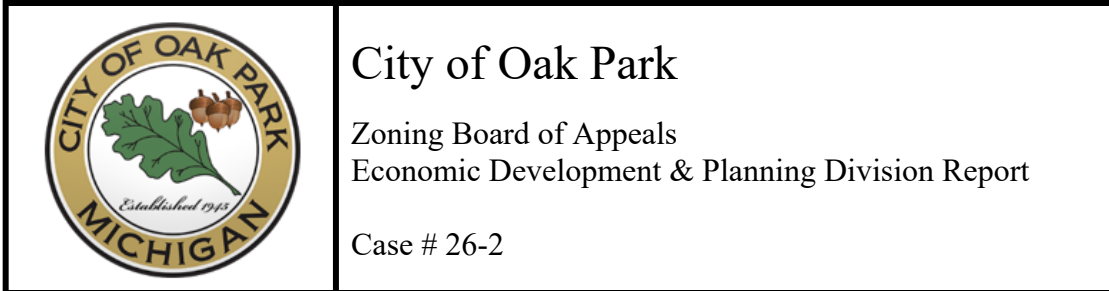 CITY OF OAK PARK
Established 1945
MICHIGAN
City of Oak Park
Zoning Board of Appeals
Economic Development & Planning Division Report
Case # 26-2